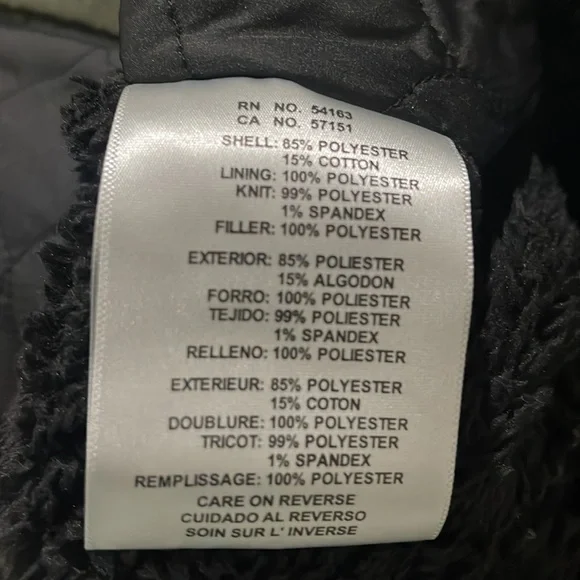 RN NO. 54163
CA NO. 57151
SHELL: 85% POLYESTER
15% COTTON
LINING: 100% POLYESTER
KNIT: 99% POLYESTER
1% SPANDEX
FILLER: 100% POLYESTER
EXTERIOR: 85% POLIESTER
15% ALGODON
FORRO: 100% POLIESTER
TEJIDO: 99% POLIESTER
1% SPANDEX
RELLENO: 100% POLIESTER
EXTERIEUR: 85% POLYESTER
15% COTON
DOUBLURE: 100% POLYESTER
TRICOT: 99% POLYESTER
1% SPANDEX
REMPLISSAGE: 100% POLYESTER
CARE ON REVERSE
CUIDADO AL REVERSO
SOIN SUR L' INVERSE